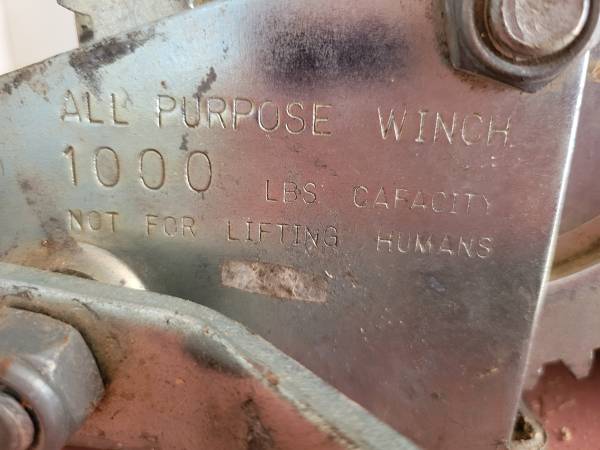 ALL PURPOSE WINCH
1000 LBS CAPACITY
NOT FOR LIFTING HUMANS